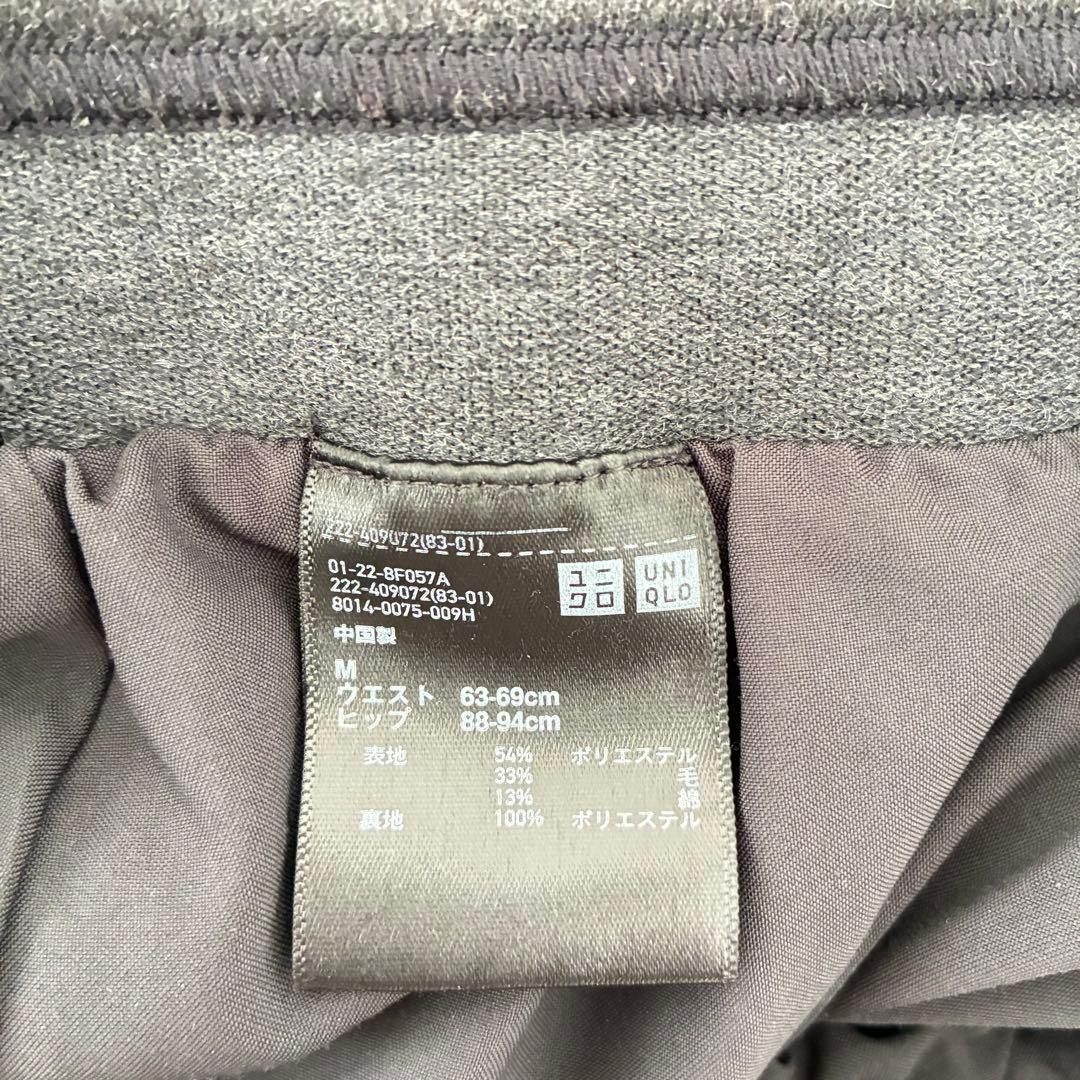 222-409072(83-01)
01-22-8F057A
222-409072(83-01)
8014-0075-009H
中国製
ユニ
クロ
UNI
QLO
M
ウエスト 63-69cm
ヒップ 88-94cm
表地 54% ポリエステル
33% 毛
13% 綿
裏地 100% ポリエステル